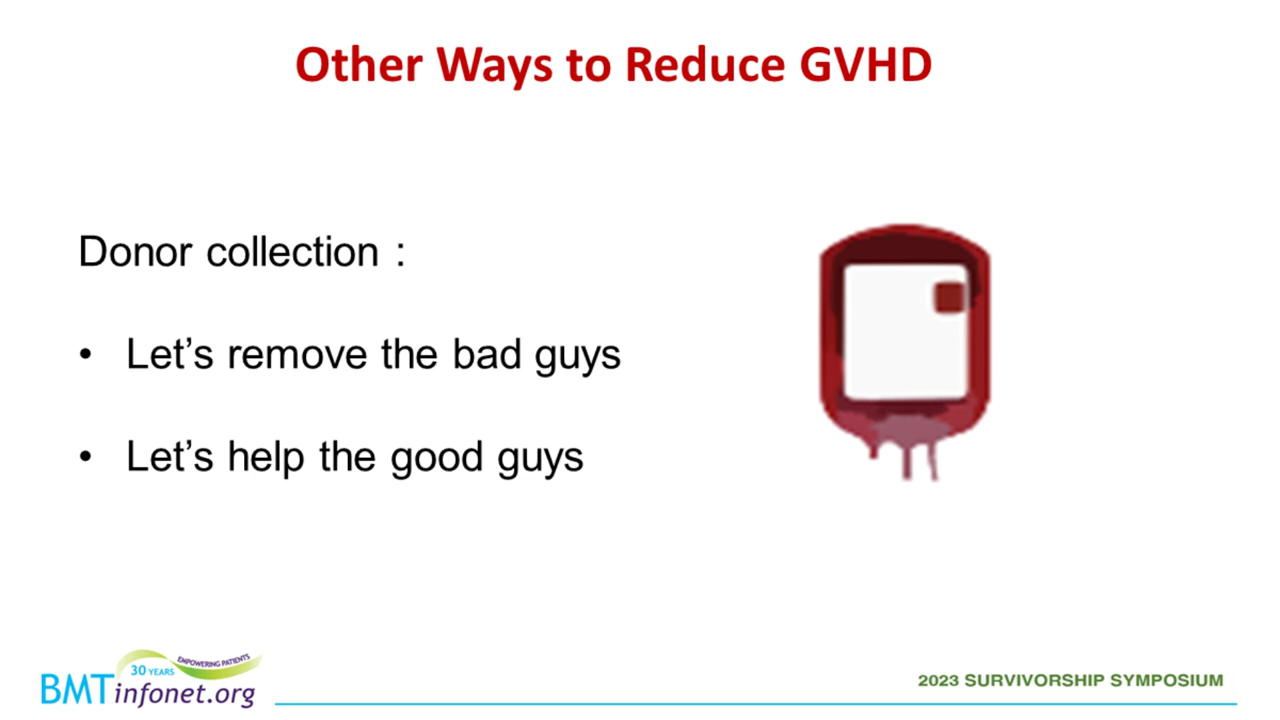 Other Ways to Reduce GVHD
Donor collection :
• Let’s remove the bad guys
• Let’s help the good guys
30 YEARS
EMPOWERING PATIENTS
BMTinfonet.org
2023 SURVIVORSHIP SYMPOSIUM